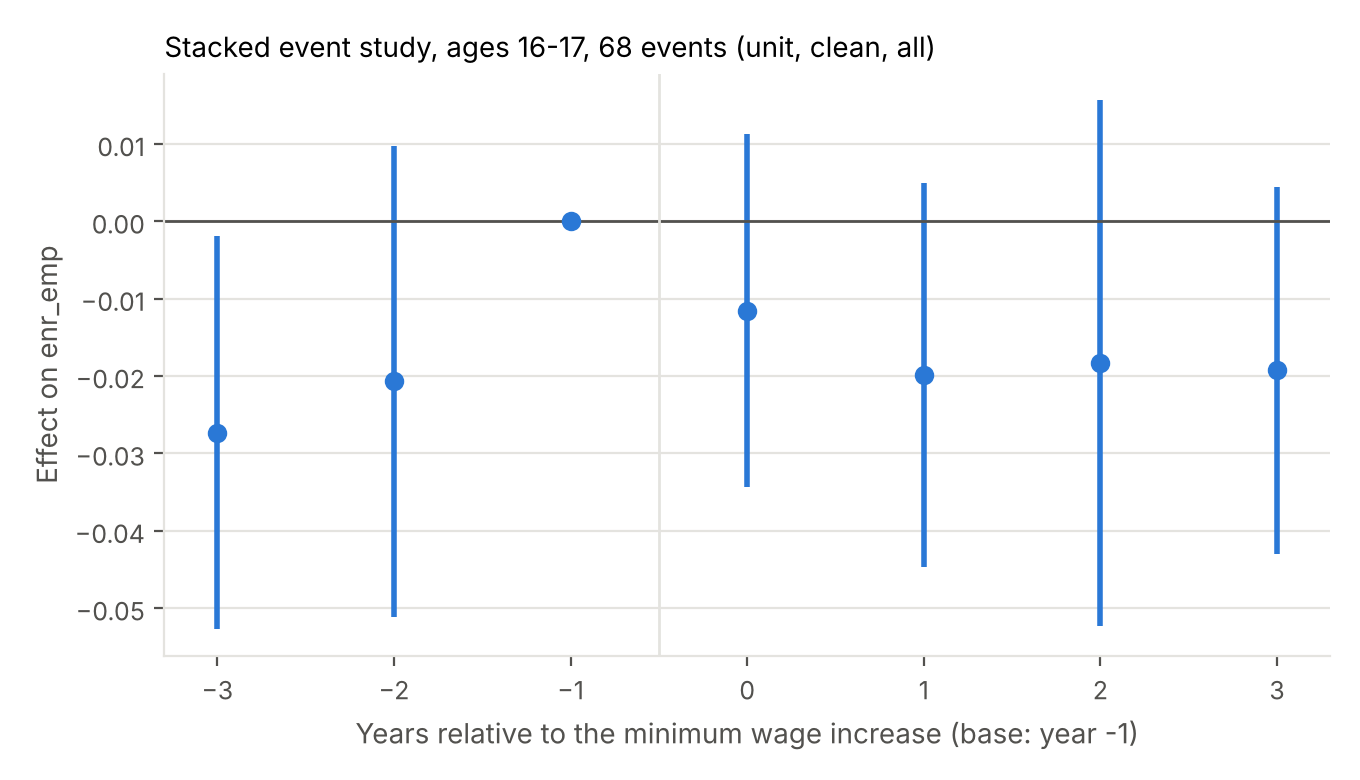 Stacked event study, ages 16-17, 68 events (unit, clean, all)
Effect on enr_emp
0.01
0.00
−0.01
−0.02
−0.03
−0.04
−0.05
−3 −2 −1 0 1 2 3
Years relative to the minimum wage increase (base: year -1)